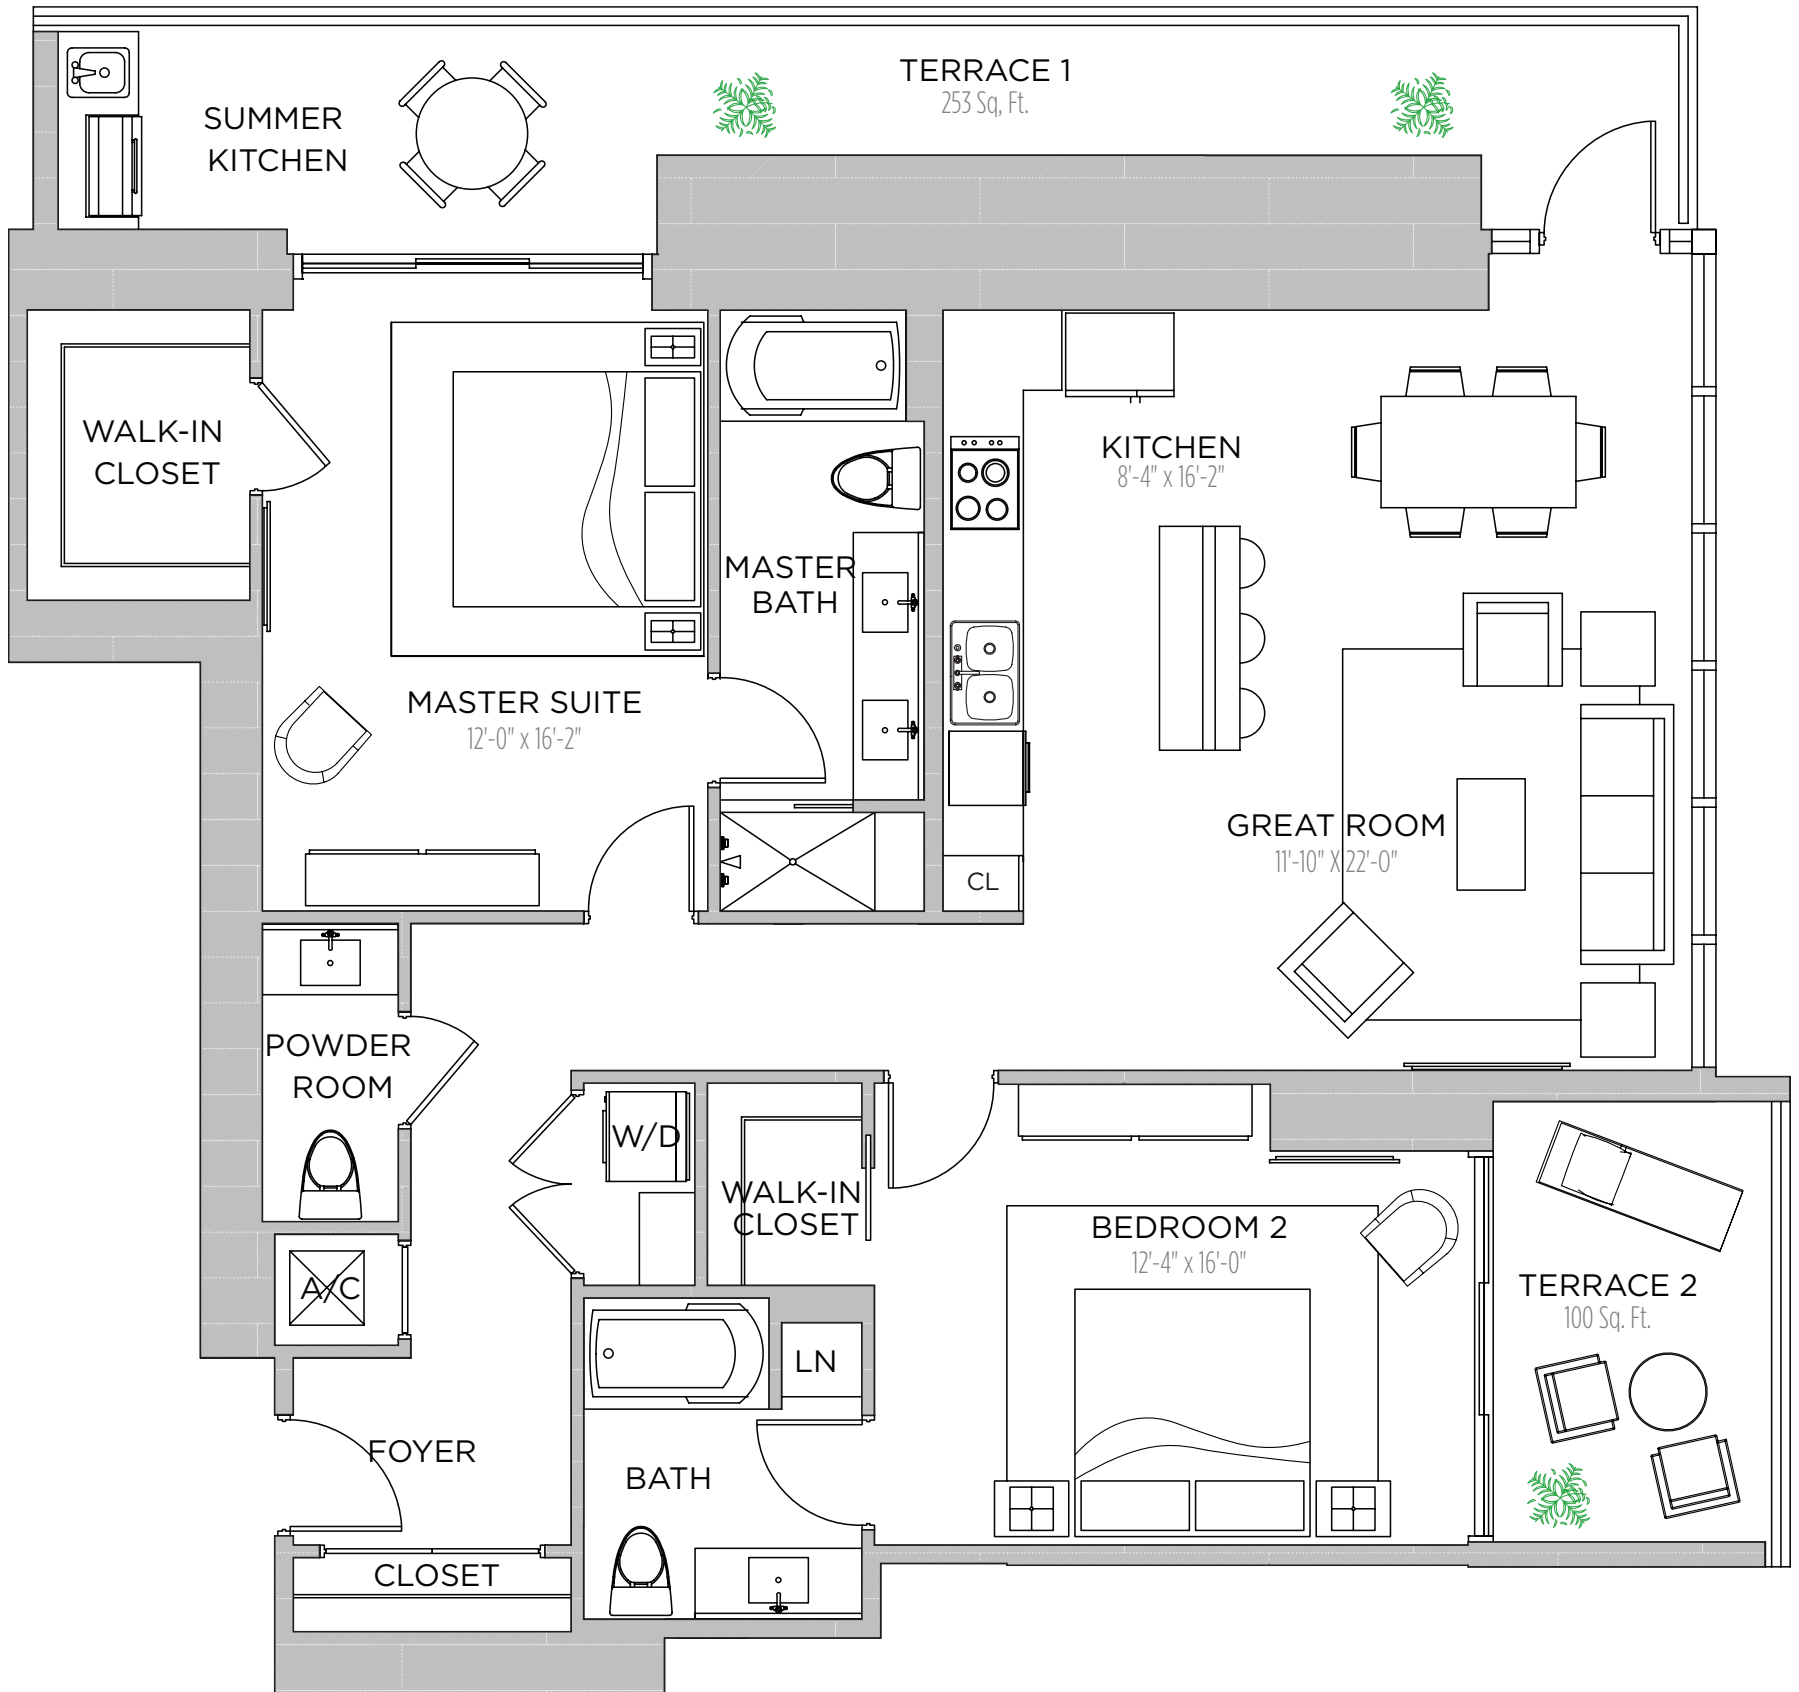 TERRACE 1
253 Sq, Ft.
SUMMER
KITCHEN
WALK-IN
CLOSET
KITCHEN
8'-4" x 16'-2"
MASTER
BATH
MASTER SUITE
12'-0" x 16'-2"
GREAT ROOM
11'-10" X 22'-0"
CL
POWDER
ROOM
W/D
WALK-IN
CLOSET
BEDROOM 2
12'-4" x 16'-0"
A/C
TERRACE 2
100 Sq. Ft.
LN
FOYER
BATH
CLOSET